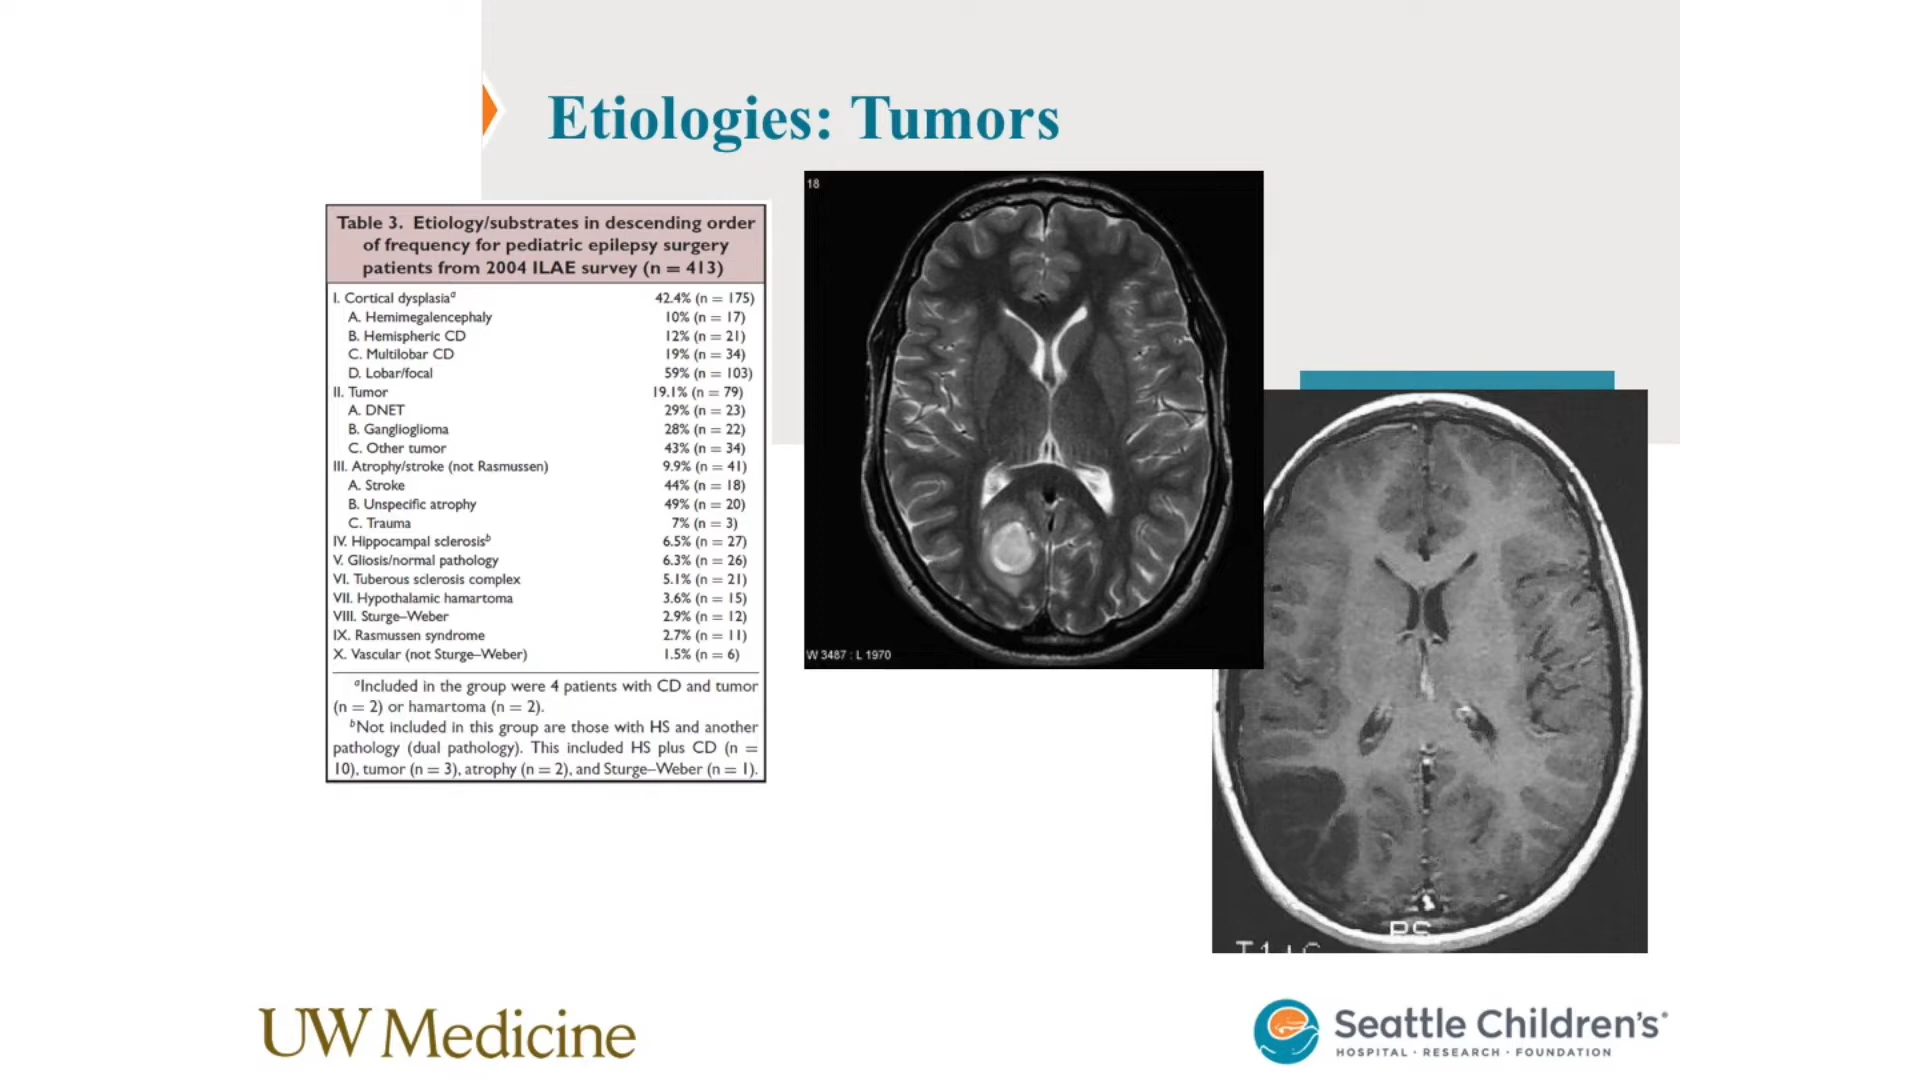 Etiologies: Tumors
Table 3. Etiology/substrates in descending order
of frequency for pediatric epilepsy surgery
patients from 2004 ILAE survey (n = 413)
I. Cortical dysplasiaᵃ 42.4% (n = 175)
A. Hemimegalencephaly 10% (n = 17)
B. Hemispheric CD 12% (n = 21)
C. Multilobar CD 19% (n = 34)
D. Lobar/focal 59% (n = 103)
II. Tumor 19.1% (n = 79)
A. DNET 29% (n = 23)
B. Ganglioglioma 28% (n = 22)
C. Other tumor 43% (n = 34)
III. Atrophy/stroke (not Rasmussen) 9.9% (n = 41)
A. Stroke 44% (n = 18)
B. Unspecific atrophy 49% (n = 20)
C. Trauma 7% (n = 3)
IV. Hippocampal sclerosisᵇ 6.5% (n = 27)
V. Gliosis/normal pathology 6.3% (n = 26)
VI. Tuberous sclerosis complex 5.1% (n = 21)
VII. Hypothalamic hamartoma 3.6% (n = 15)
VIII. Sturge–Weber 2.9% (n = 12)
IX. Rasmussen syndrome 2.7% (n = 11)
X. Vascular (not Sturge–Weber) 1.5% (n = 6)
ᵃIncluded in the group were 4 patients with CD and tumor
(n = 2) or hamartoma (n = 2).
ᵇNot included in this group are those with HS and another
pathology (dual pathology). This included HS plus CD (n =
10), tumor (n = 3), atrophy (n = 2), and Sturge–Weber (n = 1).
18
W 3487 : L 1970
PS
T1+C
UW Medicine
Seattle Children's®
HOSPITAL · RESEARCH · FOUNDATION